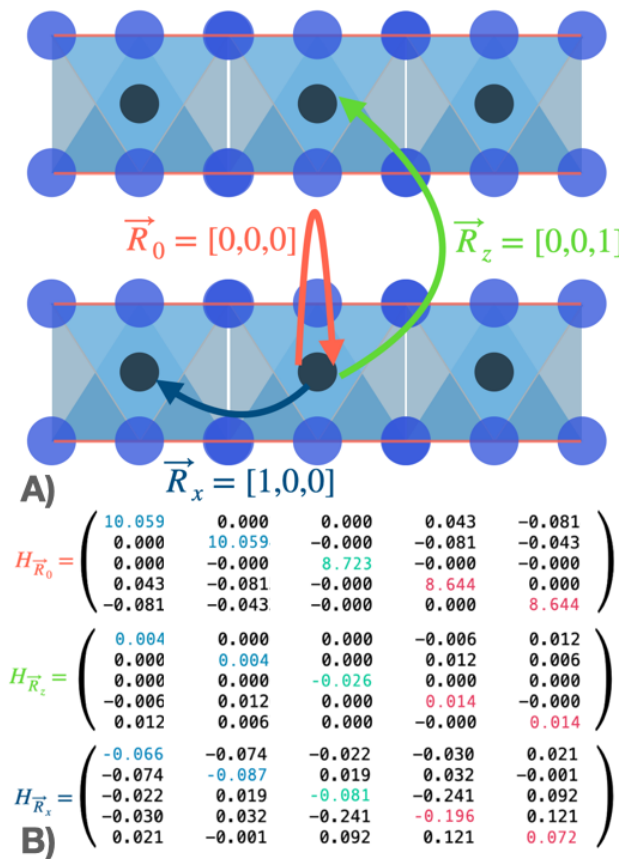 R⃗₀ = [0,0,0]
R⃗_z = [0,0,1]
R⃗ₓ = [1,0,0]
A)
H_R⃗₀ =
10.059 0.000 0.000 0.043 -0.081
0.000 10.059 -0.000 -0.081 -0.043
0.000 -0.000 8.723 -0.000 -0.000
0.043 -0.081 -0.000 8.644 0.000
-0.081 -0.043 -0.000 0.000 8.644
H_R⃗_z =
0.004 0.000 0.000 -0.006 0.012
0.000 0.004 0.000 0.012 0.006
0.000 0.000 -0.026 0.000 0.000
-0.006 0.012 0.000 0.014 -0.000
0.012 0.006 0.000 -0.000 0.014
H_R⃗ₓ =
-0.066 -0.074 -0.022 -0.030 0.021
-0.074 -0.087 0.019 0.032 -0.001
-0.022 0.019 -0.081 -0.241 0.092
-0.030 0.032 -0.241 -0.196 0.121
0.021 -0.001 0.092 0.121 0.072
B)